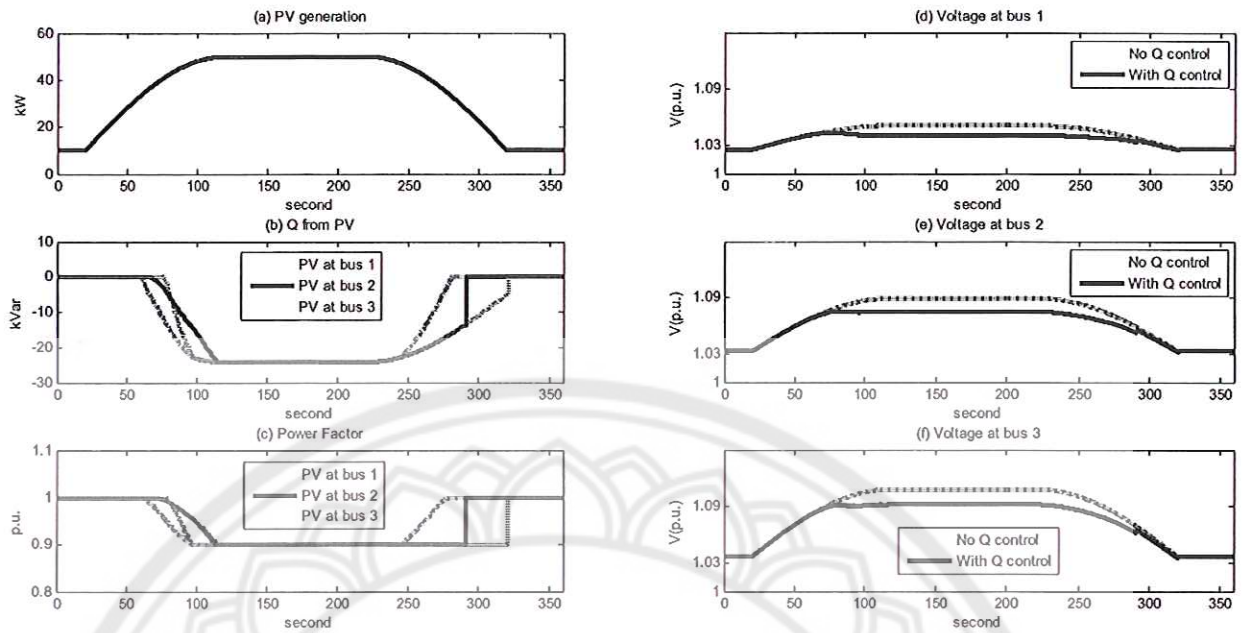 (a) PV generation
60
40
20
0
kW
0 50 100 150 200 250 300 350
second
(b) Q from PV
10
0
-10
-20
-30
kVar
PV at bus 1
PV at bus 2
PV at bus 3
0 50 100 150 200 250 300 350
second
(c) Power Factor
1.1
1
0.9
0.8
p.u.
PV at bus 1
PV at bus 2
PV at bus 3
0 50 100 150 200 250 300 350
second
(d) Voltage at bus 1
1.09
1.03
1
V(p.u.)
No Q control
With Q control
0 50 100 150 200 250 300 350
second
(e) Voltage at bus 2
1.09
1.03
1
V(p.u.)
No Q control
With Q control
0 50 100 150 200 250 300 350
second
(f) Voltage at bus 3
1.09
1.03
1
V(p.u.)
No Q control
With Q control
0 50 100 150 200 250 300 350
second